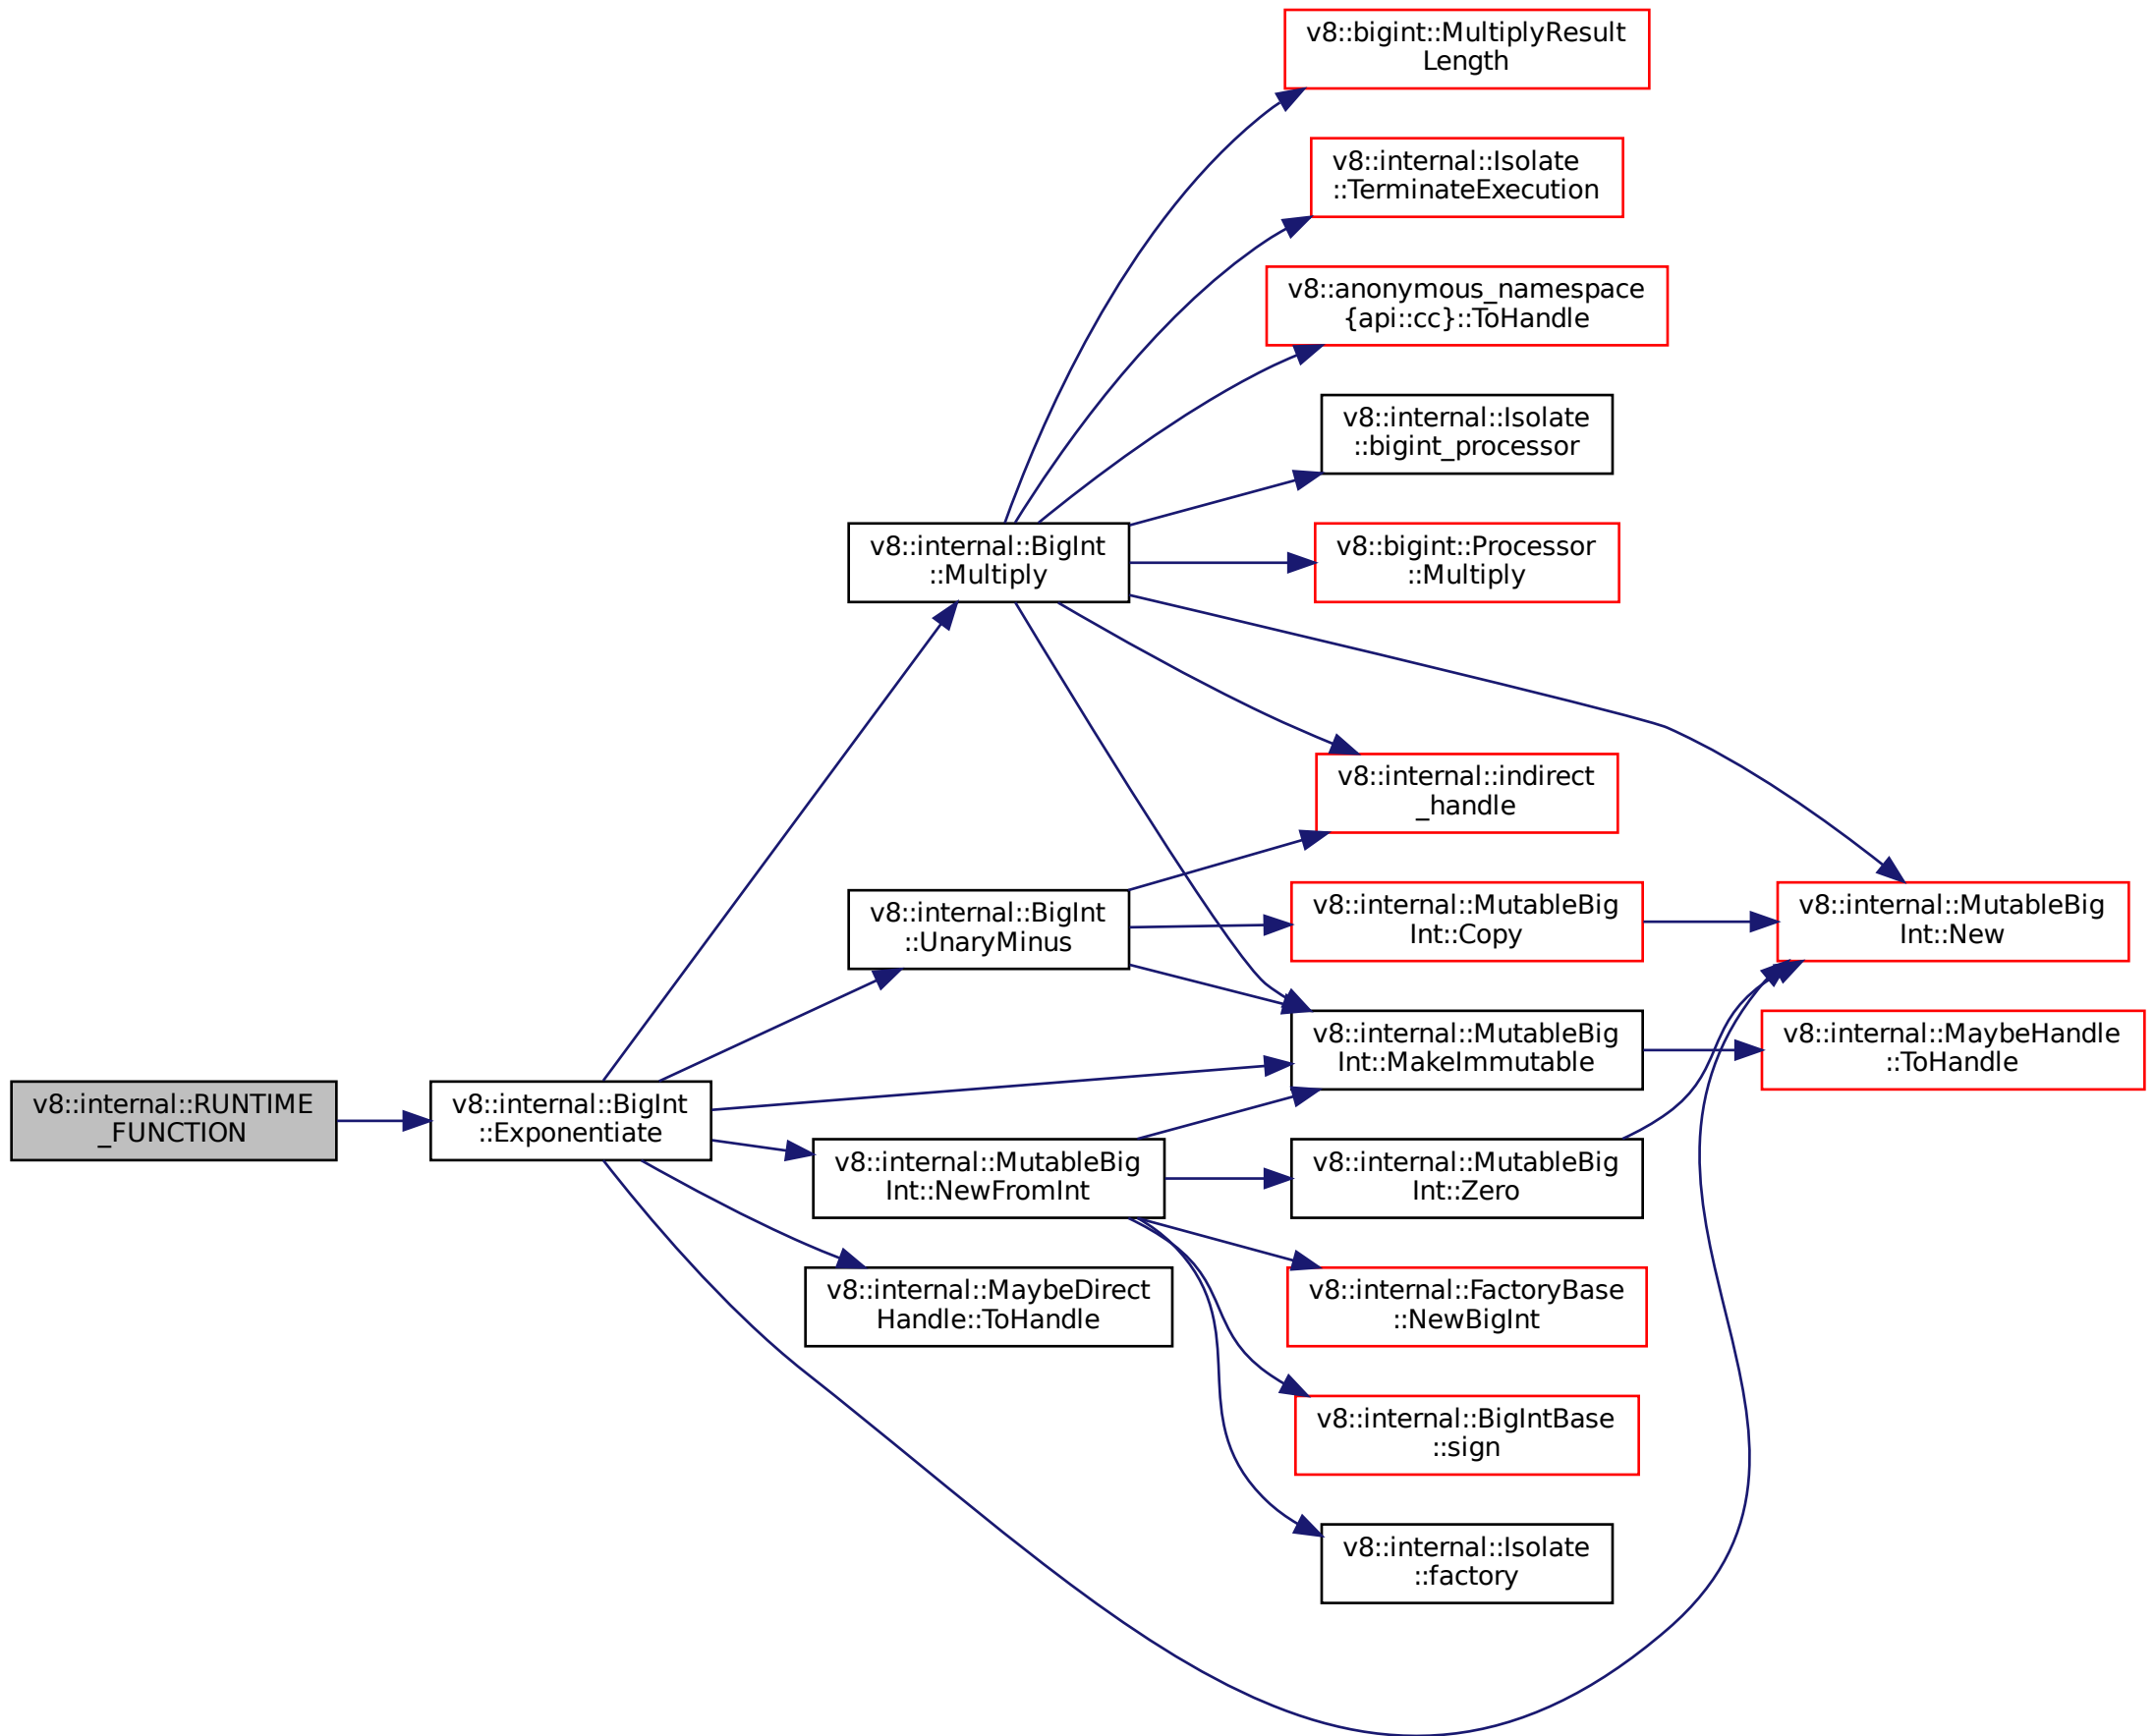 v8::bigint::MultiplyResult
Length
v8::internal::Isolate
::TerminateExecution
v8::anonymous_namespace
{api::cc}::ToHandle
v8::internal::Isolate
::bigint_processor
v8::internal::BigInt
::Multiply
v8::bigint::Processor
::Multiply
v8::internal::indirect
_handle
v8::internal::BigInt
::UnaryMinus
v8::internal::MutableBig
Int::Copy
v8::internal::MutableBig
Int::New
v8::internal::MutableBig
Int::MakeImmutable
v8::internal::MaybeHandle
::ToHandle
v8::internal::RUNTIME
_FUNCTION
v8::internal::BigInt
::Exponentiate
v8::internal::MutableBig
Int::NewFromInt
v8::internal::MutableBig
Int::Zero
v8::internal::MaybeDirect
Handle::ToHandle
v8::internal::FactoryBase
::NewBigInt
v8::internal::BigIntBase
::sign
v8::internal::Isolate
::factory